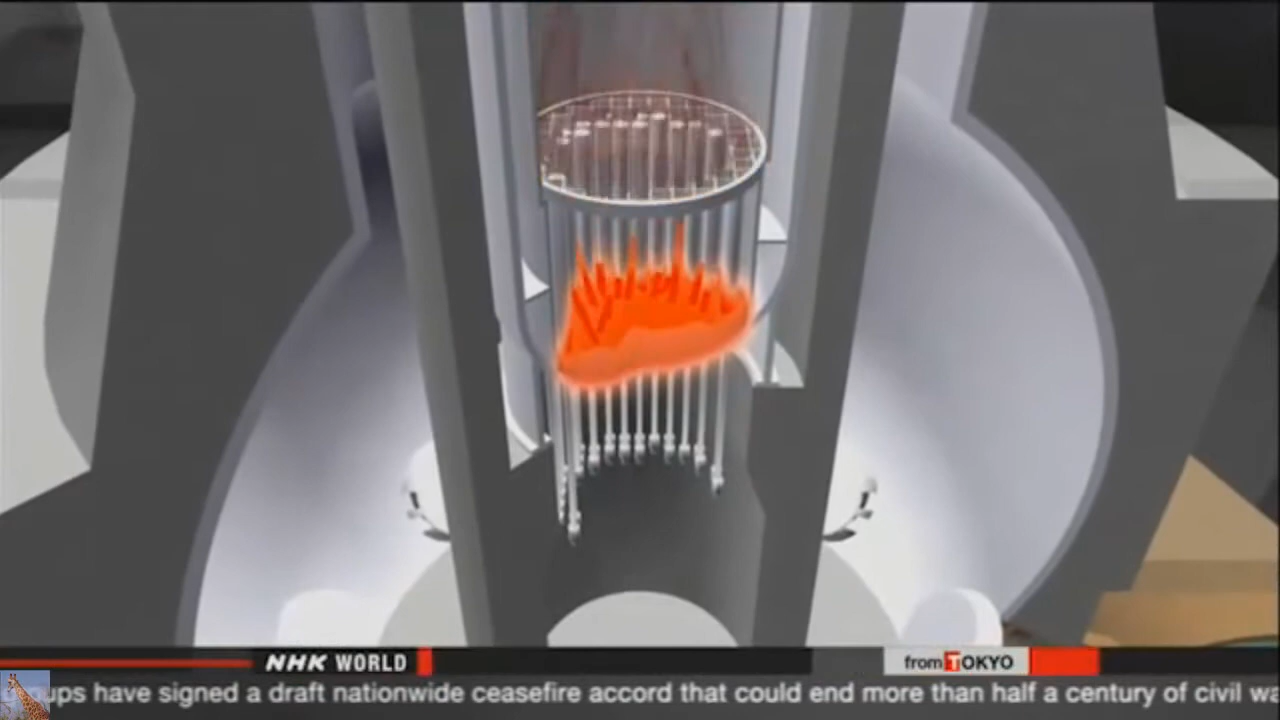 NHK WORLD
from TOKYO
ups have signed a draft nationwide ceasefire accord that could end more than half a century of civil